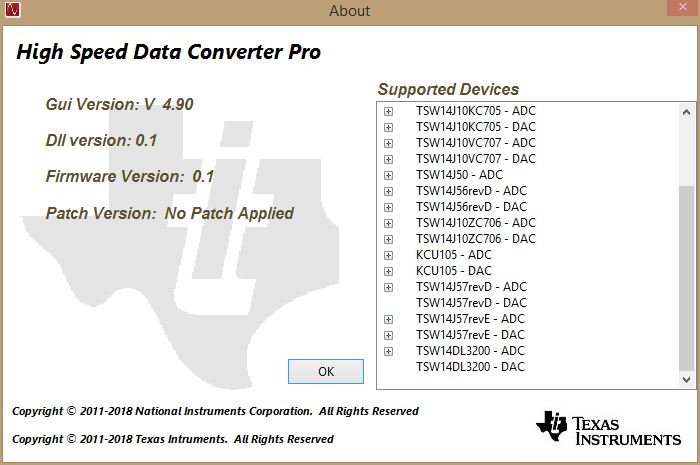 About
High Speed Data Converter Pro
Gui Version: V 4.90
Dll version: 0.1
Firmware Version: 0.1
Patch Version: No Patch Applied
Supported Devices
TSW14J10KC705 - ADC
TSW14J10KC705 - DAC
TSW14J10VC707 - ADC
TSW14J10VC707 - DAC
TSW14J50 - ADC
TSW14J56revD - ADC
TSW14J56revD - DAC
TSW14J10ZC706 - ADC
TSW14J10ZC706 - DAC
KCU105 - ADC
KCU105 - DAC
TSW14J57revD - ADC
TSW14J57revD - DAC
TSW14J57revE - ADC
TSW14J57revE - DAC
TSW14DL3200 - ADC
TSW14DL3200 - DAC
OK
Copyright © 2011-2018 National Instruments Corporation. All Rights Reserved
Copyright © 2011-2018 Texas Intruments. All Rights Reserved
TEXAS
INSTRUMENTS